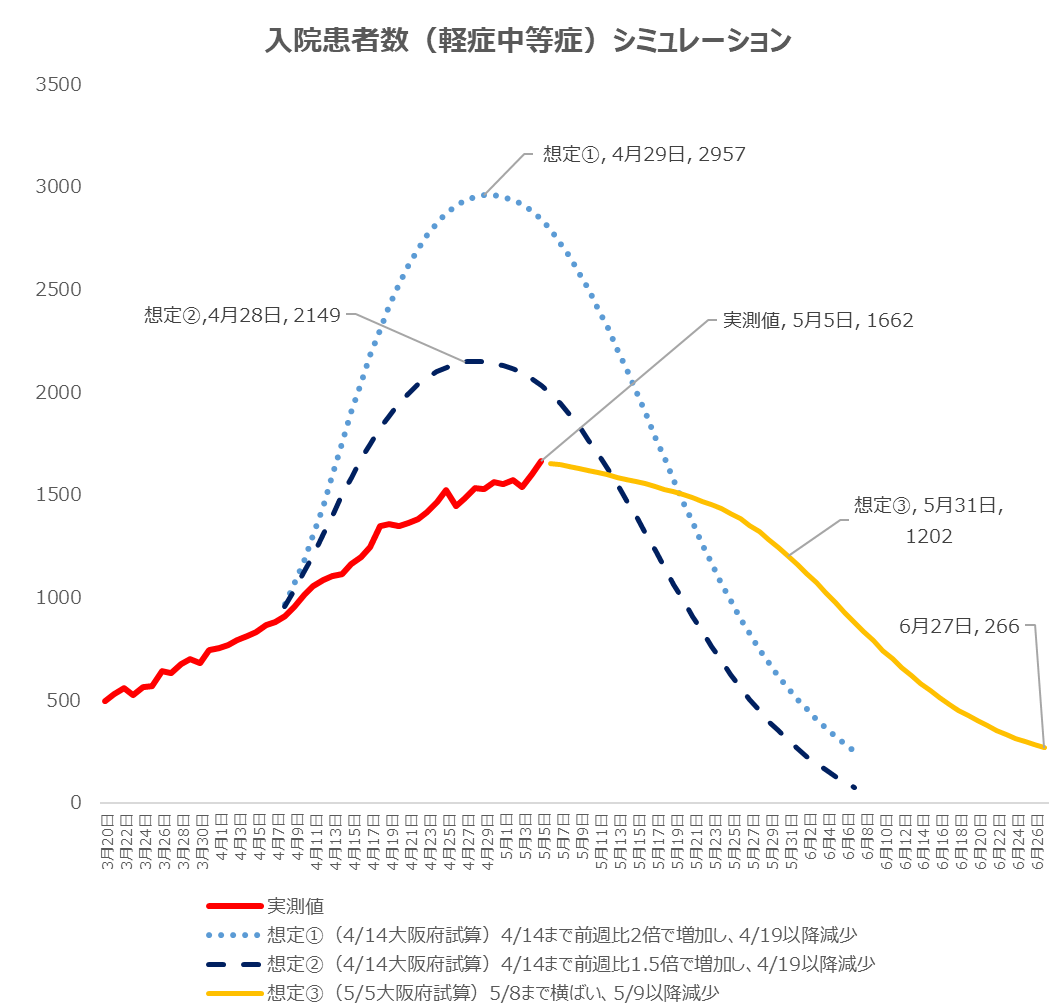 入院患者数（軽症中等症）シミュレーション
3500
3000
2500
2000
1500
1000
500
0
想定①, 4月29日, 2957
想定②,4月28日, 2149
実測値, 5月5日, 1662
想定③, 5月31日,
1202
6月27日, 266
3月20日
3月22日
3月24日
3月26日
3月28日
3月30日
4月1日
4月3日
4月5日
4月7日
4月9日
4月11日
4月13日
4月15日
4月17日
4月19日
4月21日
4月23日
4月25日
4月27日
4月29日
5月1日
5月3日
5月5日
5月7日
5月9日
5月11日
5月13日
5月15日
5月17日
5月19日
5月21日
5月23日
5月25日
5月27日
5月29日
5月31日
6月2日
6月4日
6月6日
6月8日
6月10日
6月12日
6月14日
6月16日
6月18日
6月20日
6月22日
6月24日
6月26日
実測値
想定①（4/14大阪府試算）4/14まで前週比2倍で増加し、4/19以降減少
想定②（4/14大阪府試算）4/14まで前週比1.5倍で増加し、4/19以降減少
想定③（5/5大阪府試算）5/8まで横ばい、5/9以降減少